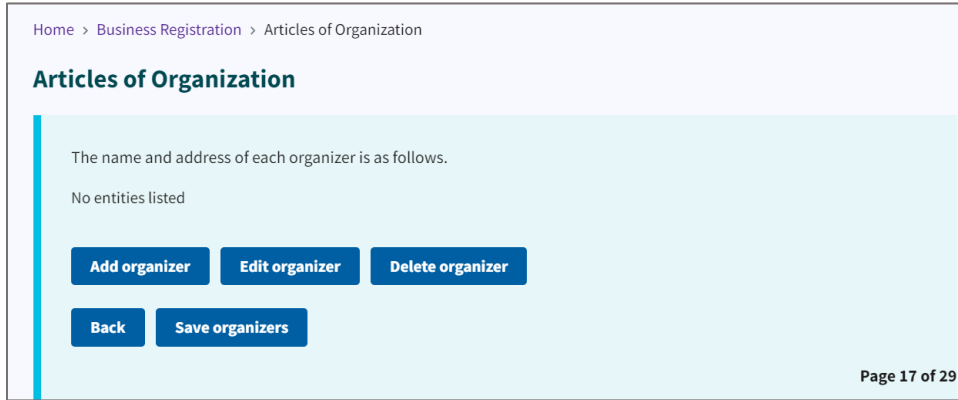 Home > Business Registration > Articles of Organization
Articles of Organization
The name and address of each organizer is as follows.
No entities listed
Add organizer Edit organizer Delete organizer
Back Save organizers
Page 17 of 29